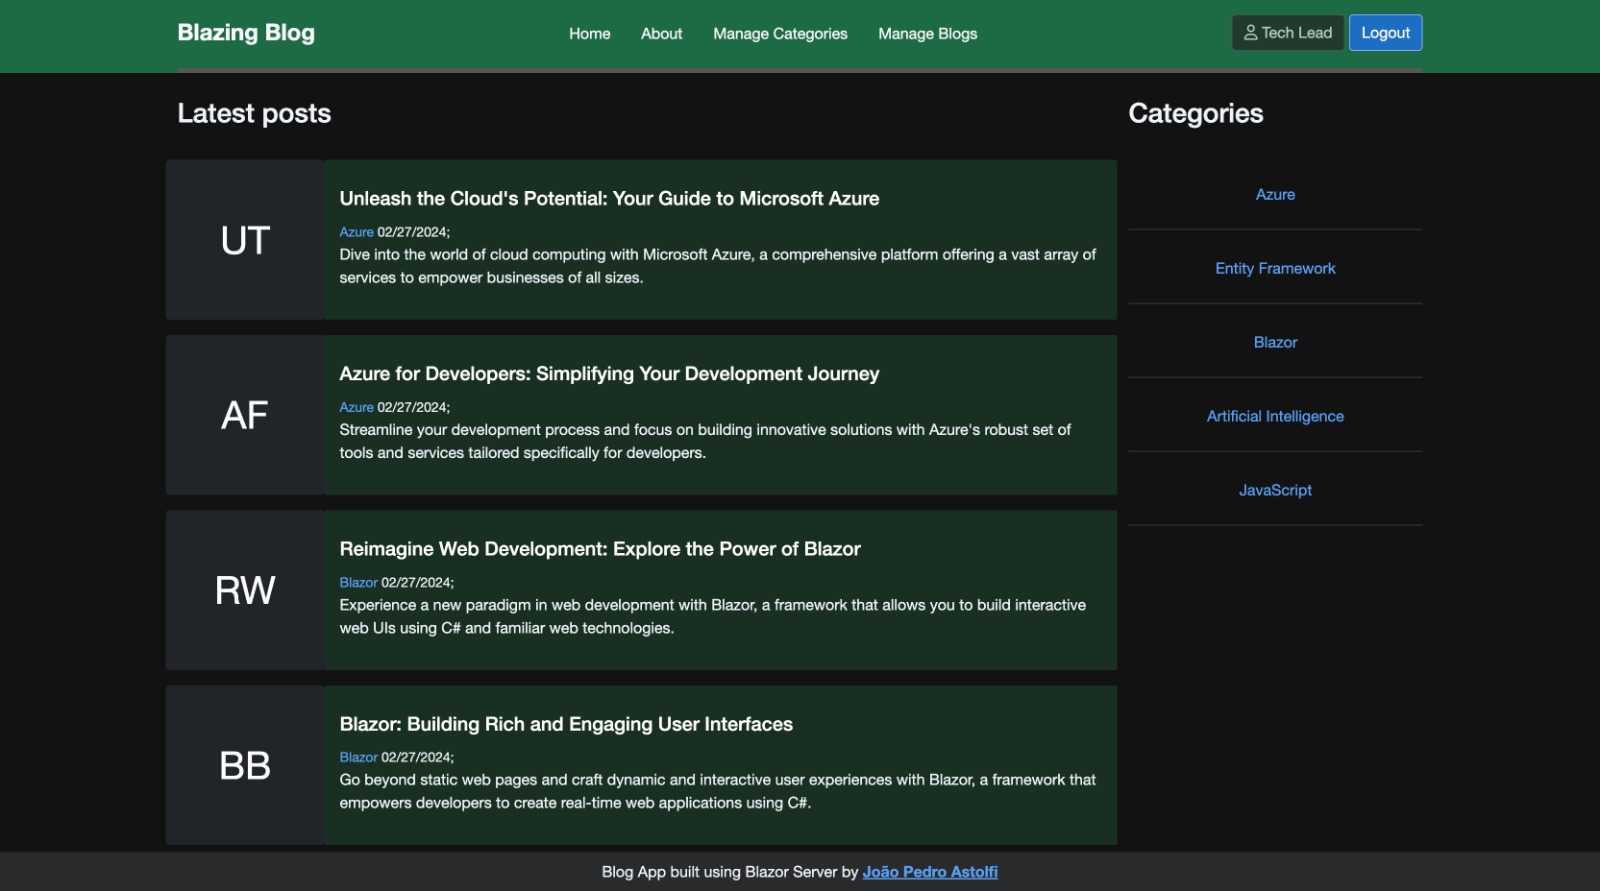 Blazing Blog
Home About Manage Categories Manage Blogs
Tech Lead Logout
Latest posts
UT
Unleash the Cloud's Potential: Your Guide to Microsoft Azure
Azure 02/27/2024;
Dive into the world of cloud computing with Microsoft Azure, a comprehensive platform offering a vast array of
services to empower businesses of all sizes.
AF
Azure for Developers: Simplifying Your Development Journey
Azure 02/27/2024;
Streamline your development process and focus on building innovative solutions with Azure's robust set of
tools and services tailored specifically for developers.
RW
Reimagine Web Development: Explore the Power of Blazor
Blazor 02/27/2024;
Experience a new paradigm in web development with Blazor, a framework that allows you to build interactive
web UIs using C# and familiar web technologies.
BB
Blazor: Building Rich and Engaging User Interfaces
Blazor 02/27/2024;
Go beyond static web pages and craft dynamic and interactive user experiences with Blazor, a framework that
empowers developers to create real-time web applications using C#.
Categories
Azure
Entity Framework
Blazor
Artificial Intelligence
JavaScript
Blog App built using Blazor Server by João Pedro Astolfi